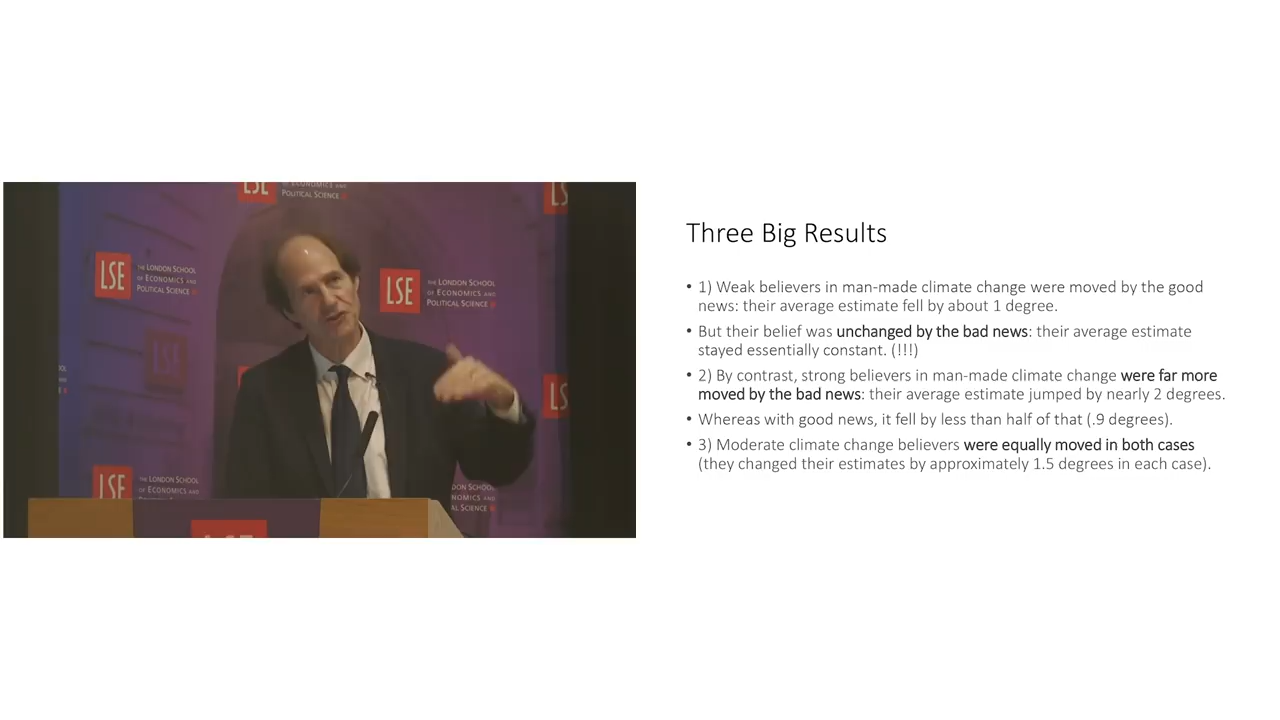 LSE
ECONOMICS AND
POLITICAL SCIENCE
LSE
THE LONDON SCHOOL
OF ECONOMICS AND
POLITICAL SCIENCE
LSE
THE LONDON SCHOOL
OF ECONOMICS AND
POLITICAL SCIENCE
LSE
LSE
THE LONDON SCHOOL
OF ECONOMICS AND
POLITICAL SCIENCE
Three Big Results
• 1) Weak believers in man-made climate change were moved by the good
news: their average estimate fell by about 1 degree.
• But their belief was unchanged by the bad news: their average estimate
stayed essentially constant. (!!!)
• 2) By contrast, strong believers in man-made climate change were far more
moved by the bad news: their average estimate jumped by nearly 2 degrees.
• Whereas with good news, it fell by less than half of that (.9 degrees).
• 3) Moderate climate change believers were equally moved in both cases
(they changed their estimates by approximately 1.5 degrees in each case).